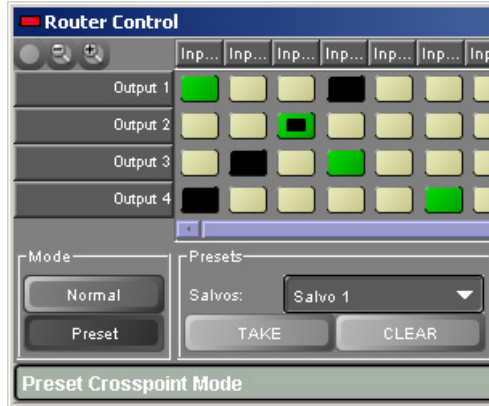 Router Control
Inp... Inp... Inp... Inp... Inp... Inp... Inp
Output 1
Output 2
Output 3
Output 4
Mode
Normal
Preset
Presets
Salvos: Salvo 1
TAKE CLEAR
Preset Crosspoint Mode